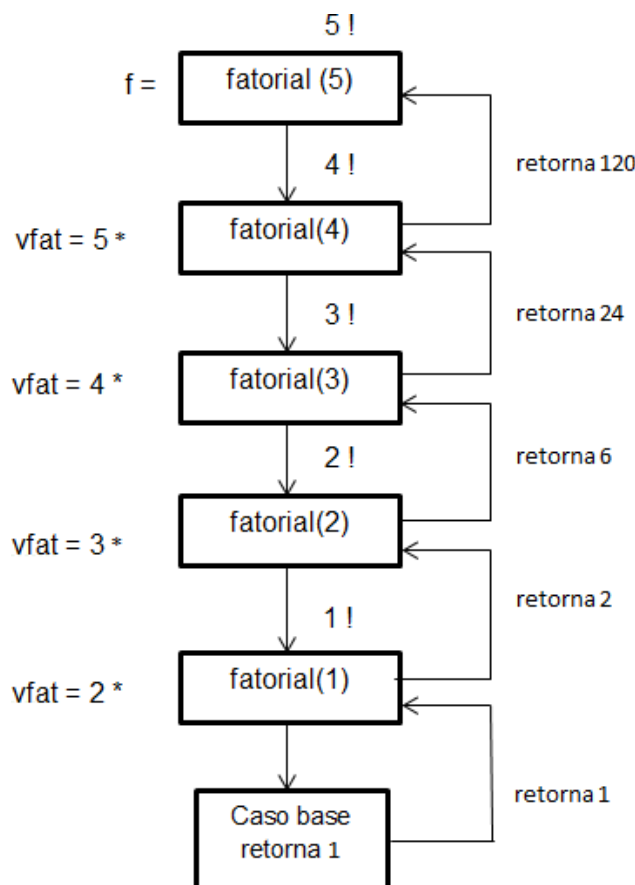 5 !
f = fatorial (5)
4 !
retorna 120
vfat = 5 * fatorial(4)
3 !
retorna 24
vfat = 4 * fatorial(3)
2 !
retorna 6
vfat = 3 * fatorial(2)
1 !
retorna 2
vfat = 2 * fatorial(1)
retorna 1
Caso base
retorna 1